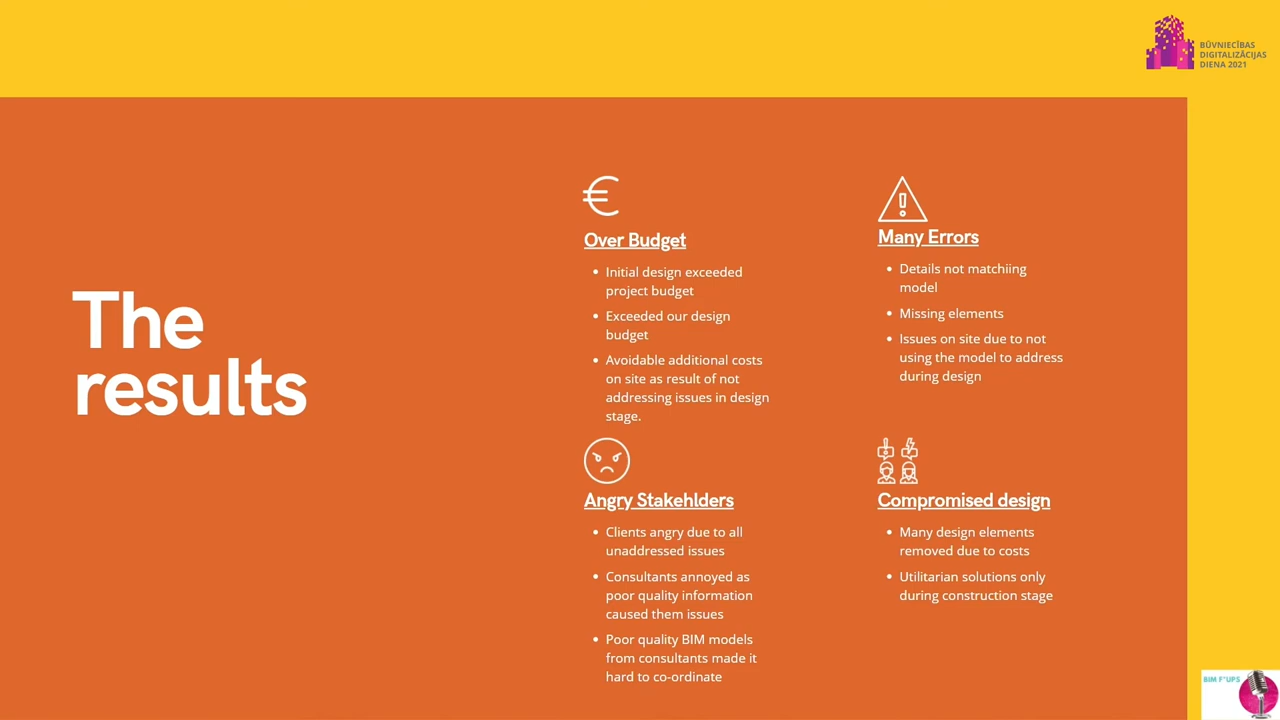 BŪVNIECĪBAS
DIGITALIZĀCIJAS
DIENA 2021
The
results
Over Budget
• Initial design exceeded
project budget
• Exceeded our design
budget
• Avoidable additional costs
on site as result of not
addressing issues in design
stage.
Many Errors
• Details not matchiing
model
• Missing elements
• Issues on site due to not
using the model to address
during design
Angry Stakehlders
• Clients angry due to all
unaddressed issues
• Consultants annoyed as
poor quality information
caused them issues
• Poor quality BIM models
from consultants made it
hard to co-ordinate
Compromised design
• Many design elements
removed due to costs
• Utilitarian solutions only
during construction stage
BIM F*UPS